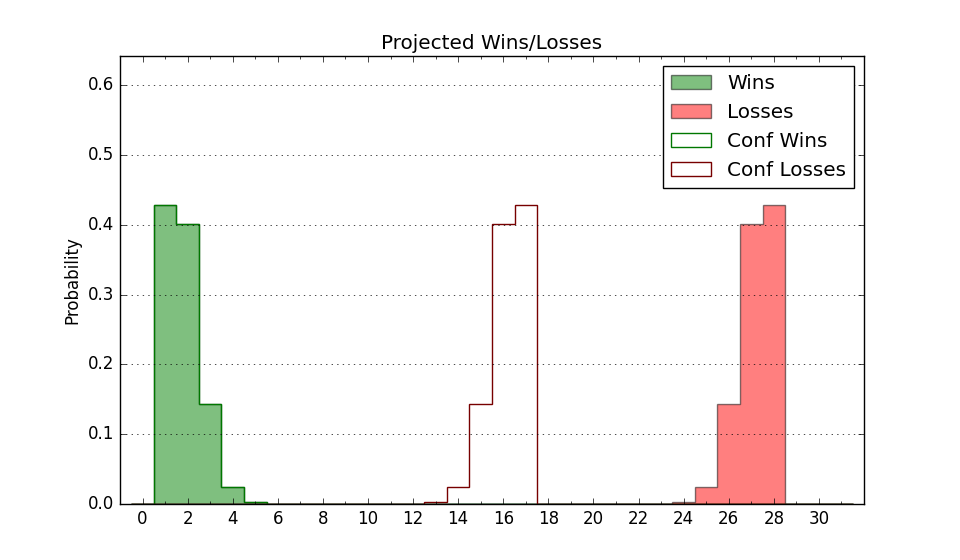 Projected Wins/Losses
0.6
0.5
0.4
0.3
0.2
0.1
0.0
Probability
Wins
Losses
Conf Wins
Conf Losses
0 2 4 6 8 10 12 14 16 18 20 22 24 26 28 30